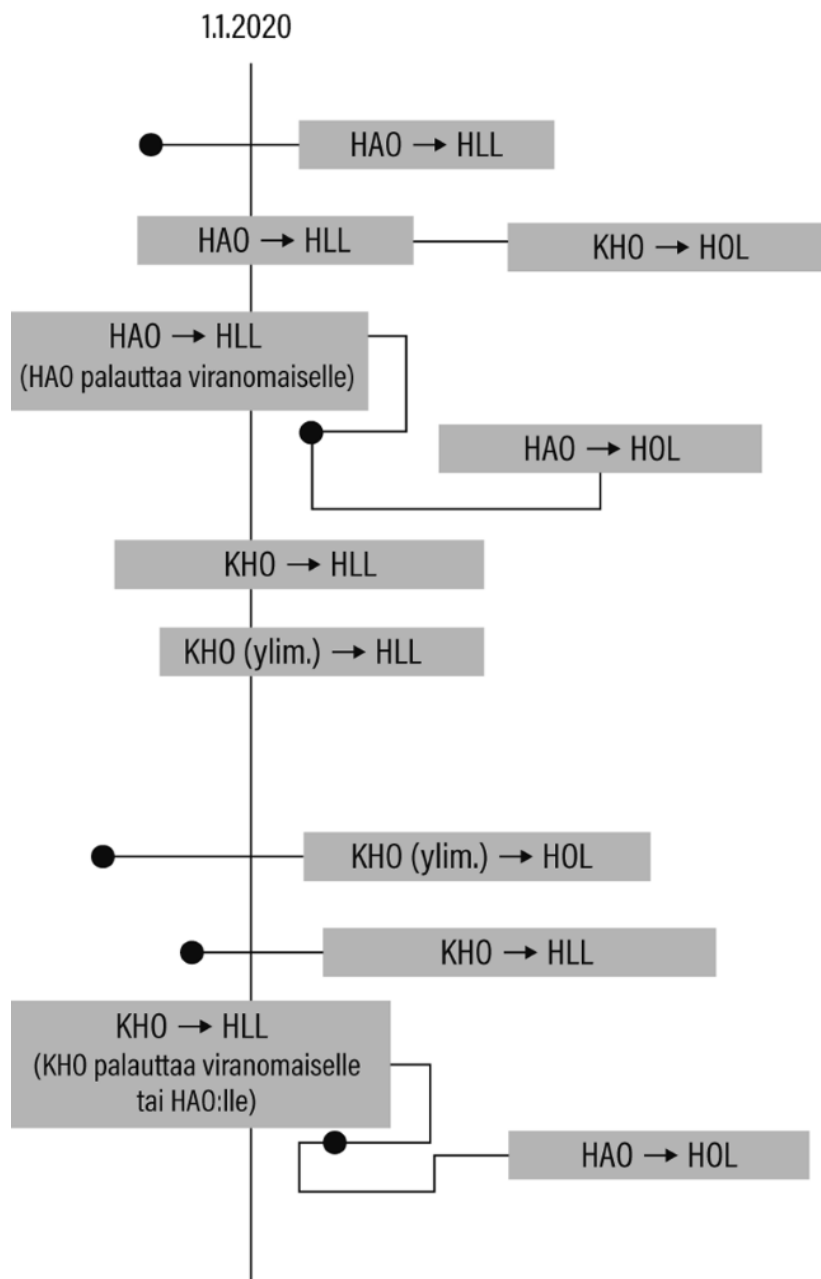 1.1.2020
HAO → HLL
HAO → HLL
KHO → HOL
HAO → HLL
(HAO palauttaa viranomaiselle)
HAO → HOL
KHO → HLL
KHO (ylim.) → HLL
KHO (ylim.) → HOL
KHO → HLL
KHO → HLL
(KHO palauttaa viranomaiselle
tai HAO:lle)
HAO → HOL